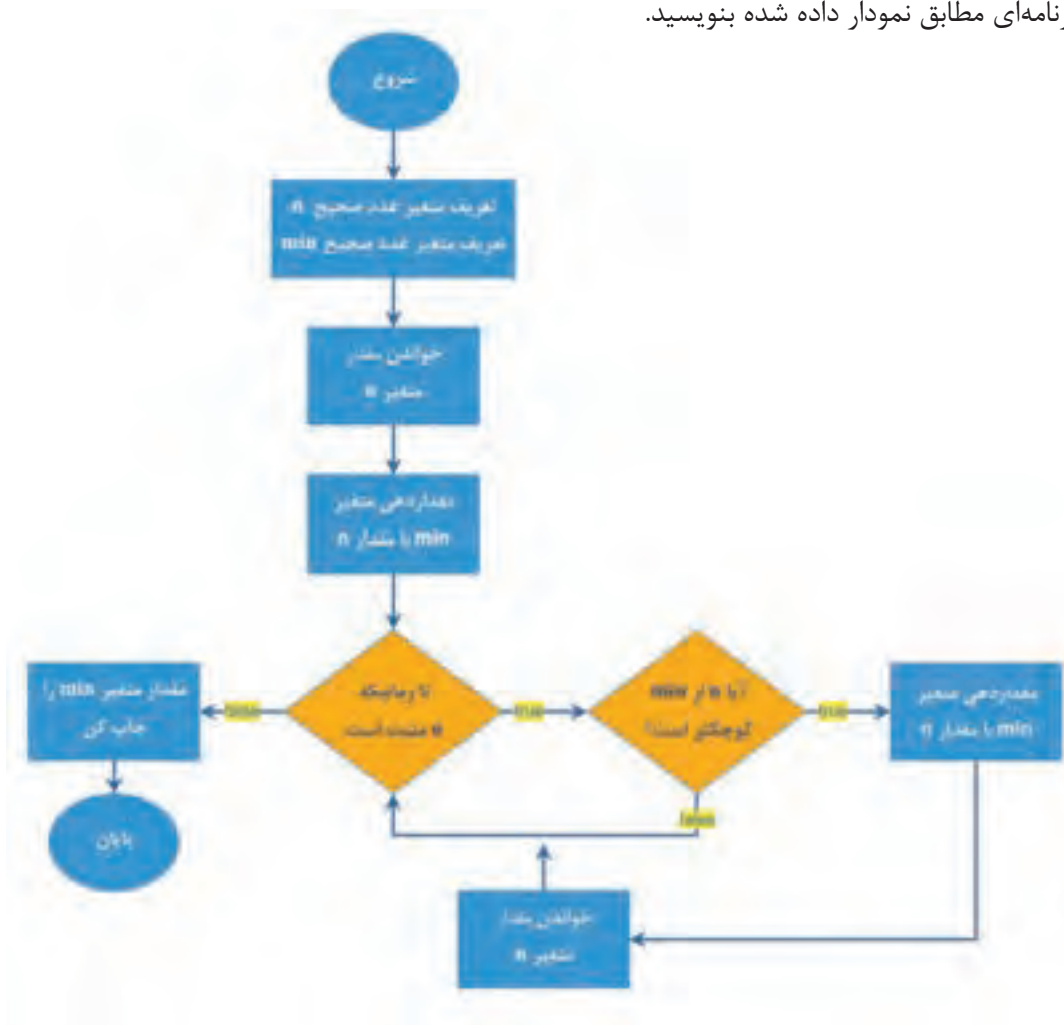 رنامه‌ای مطابق نمودار داده شده بنویسید.
شروع
تعریف متغیر عدد صحیح n
تعریف متغیر عدد صحیح min
خواندن مقدار
متغیر n
مقداردهی متغیر
min با مقدار n
تا زمانیکه
n مثبت است
true
آیا n از min
کوچکتر است؟
true
مقداردهی متغیر
min با مقدار n
false
مقدار متغیر min را
چاپ کن
پایان
false
خواندن مقدار
متغیر n